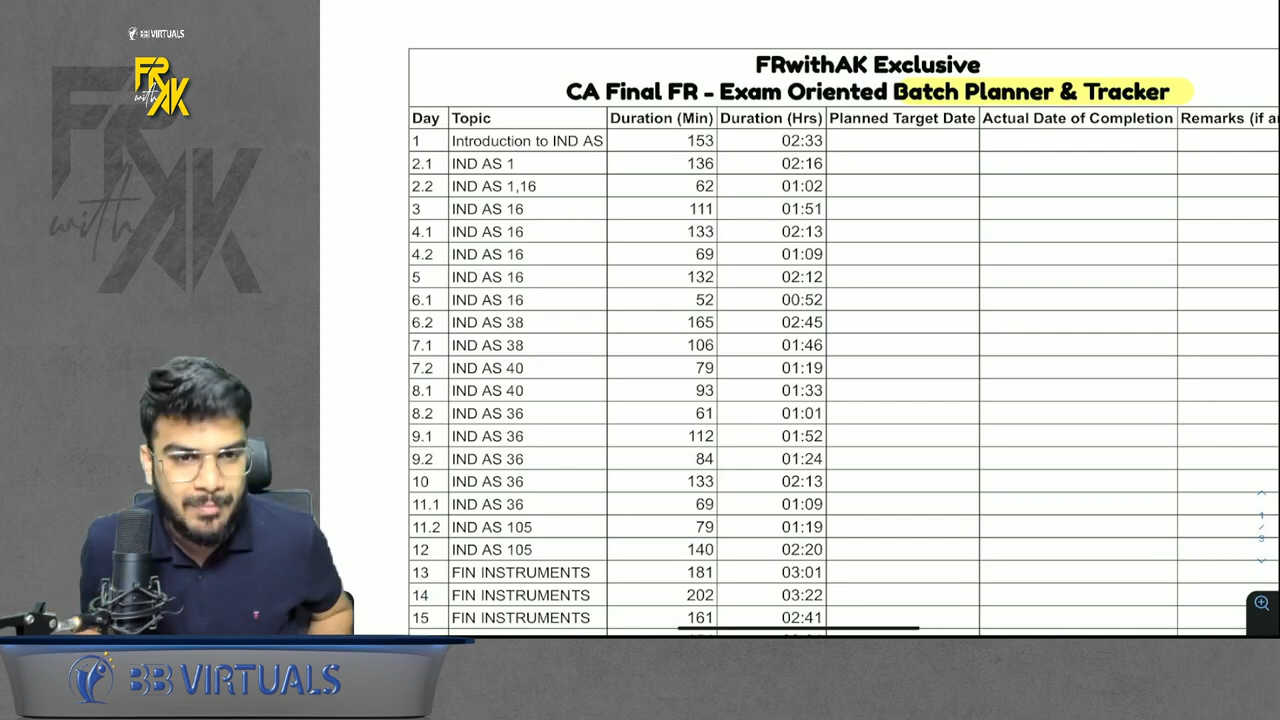 BB VIRTUALS
FR
with AK
FR
with AK
FRwithAK Exclusive
CA Final FR - Exam Oriented Batch Planner & Tracker
Day Topic Duration (Min) Duration (Hrs) Planned Target Date Actual Date of Completion Remarks (if
1 Introduction to IND AS 153 02:33
2.1 IND AS 1 136 02:16
2.2 IND AS 1,16 62 01:02
3 IND AS 16 111 01:51
4.1 IND AS 16 133 02:13
4.2 IND AS 16 69 01:09
5 IND AS 16 132 02:12
6.1 IND AS 16 52 00:52
6.2 IND AS 38 165 02:45
7.1 IND AS 38 106 01:46
7.2 IND AS 40 79 01:19
8.1 IND AS 40 93 01:33
8.2 IND AS 36 61 01:01
9.1 IND AS 36 112 01:52
9.2 IND AS 36 84 01:24
10 IND AS 36 133 02:13
11.1 IND AS 36 69 01:09
11.2 IND AS 105 79 01:19
12 IND AS 105 140 02:20
13 FIN INSTRUMENTS 181 03:01
14 FIN INSTRUMENTS 202 03:22
15 FIN INSTRUMENTS 161 02:41
1
/
3
BB VIRTUALS